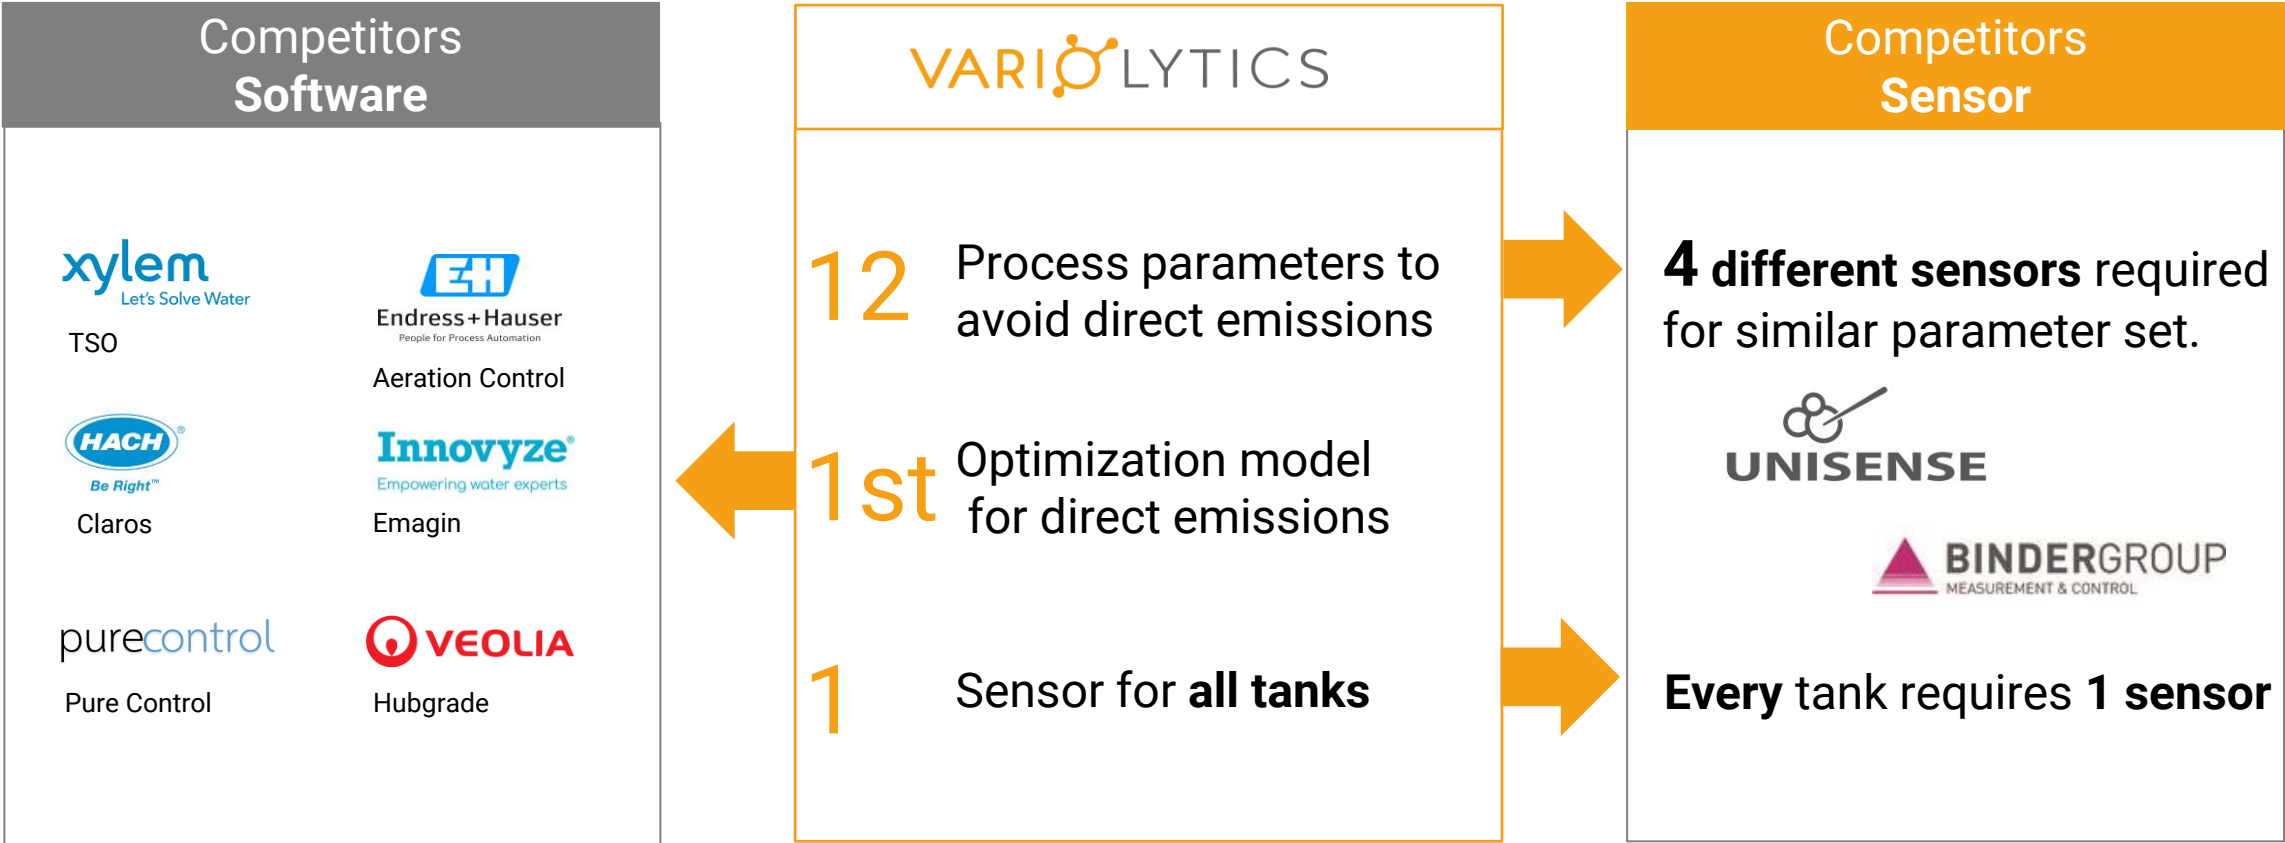 Competitors
Software
xylem
Let's Solve Water
TSO
EH
Endress+Hauser
People for Process Automation
Aeration Control
HACH®
Be Right™
Claros
Innovyze®
Empowering water experts
Emagin
purecontrol
Pure Control
VEOLIA
Hubgrade
VARIOLYTICS
12 Process parameters to
avoid direct emissions
1st Optimization model
for direct emissions
1 Sensor for all tanks
Competitors
Sensor
4 different sensors required
for similar parameter set.
UNISENSE
BINDERGROUP
MEASUREMENT & CONTROL
Every tank requires 1 sensor